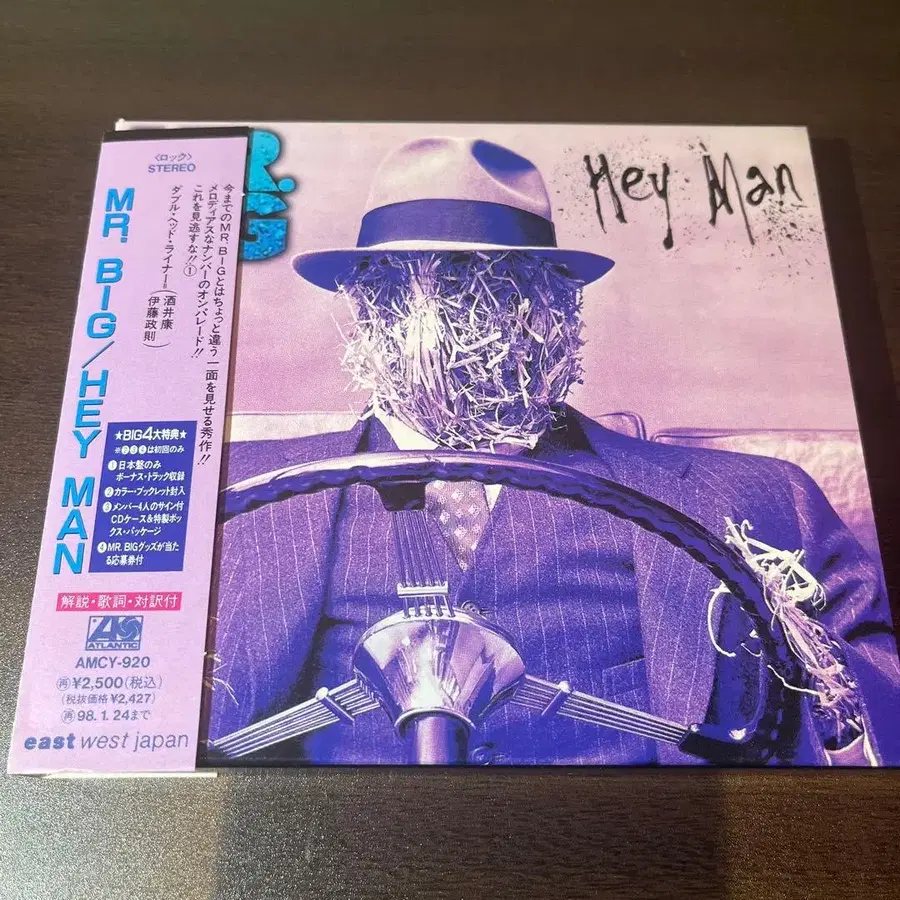 〈ロック〉
STEREO
MR. BIG/HEY MAN
今までのMR. BIGとはちょっと違う一面を見せる秀作!!
メロディアスなナンバーのオンパレード!!
これを見逃すな!!①
ダブル・ヘッド・ライナー=(酒井康
伊藤政則)
★BIG4大特典★
※②③④は初回のみ
①日本盤のみ
ボーナス・トラック収録
②カラー・ブックレット封入
③メンバー4人のサイン付
CDケース&特製ボッ
クス・パッケージ
④MR. BIGグッズが当た
る応募券付
解説・歌詞・対訳付
ATLANTIC
AMCY-920
再¥2,500(税込)
(税抜価格¥2,427)
再98.1.24まで
east west japan
R.
G
Hey Man